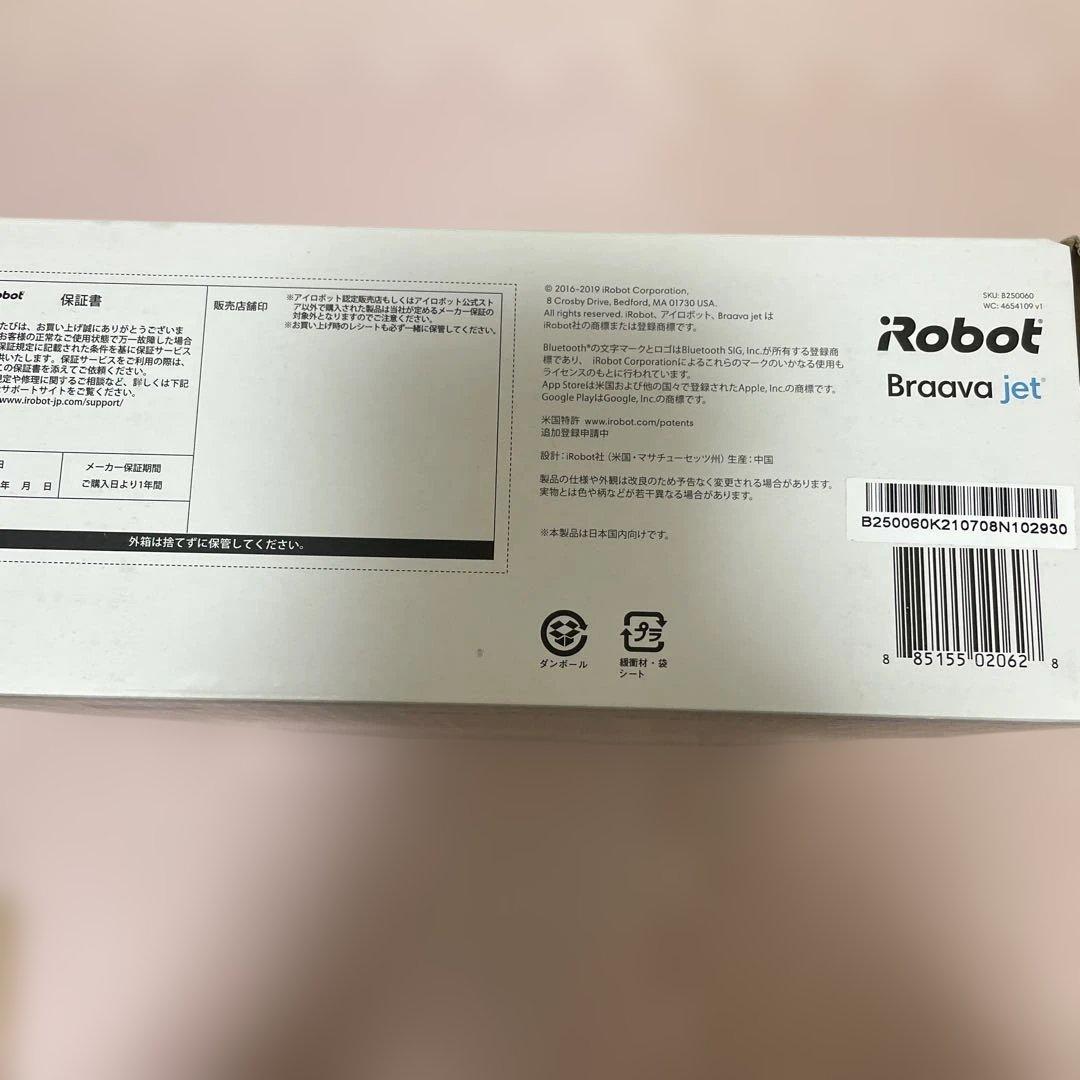 obot
保証書
たびは、お買い上げ誠にありがとうございま
お客様の正常なご使用状態で万一故障した場合
保証規定に記載された条件を基に保証サービス
供いたします。保証サービスをご利用の際は、
この保証書を添えてご依頼ください。
規定や修理に関するご相談など、詳しくは下記
サポートサイトをご覧ください。
www.irobot-jp.com/support/
日
年 月 日
メーカー保証期間
ご購入日より1年間
販売店舗印
※アイロボット認定販売店もしくはアイロボット公式スト
ア以外で購入された製品は当社が定めるメーカー保証の
対象外となりますのでご注意ください。
※お買い上げ時のレシートも必ず一緒に保管してください。
外箱は捨てずに保管してください。
© 2016-2019 iRobot Corporation,
8 Crosby Drive, Bedford, MA 01730 USA.
All rights reserved. iRobot、アイロボット、Braava jet は
iRobot社の商標または登録商標です。
Bluetooth®の文字マークとロゴはBluetooth SIG, Inc.が所有する登録商
標であり、 iRobot Corporationによるこれらのマークのいかなる使用も
ライセンスのもとに行われています。
App Storeは米国および他の国々で登録されたApple, Inc.の商標です。
Google PlayはGoogle, Inc.の商標です。
米国特許 www.irobot.com/patents
追加登録申請中
設計：iRobot社（米国・マサチューセッツ州）生産：中国
製品の仕様や外観は改良のため予告なく変更される場合があります。
実物とは色や柄などが若干異なる場合があります。
※本製品は日本国内向けです。
ダンボール
プラ
緩衝材・袋
シート
SKU: B250060
WC: 4654109 v1
iRobot®
Braava jet®
B250060K210708N102930
8 85155 02062 8